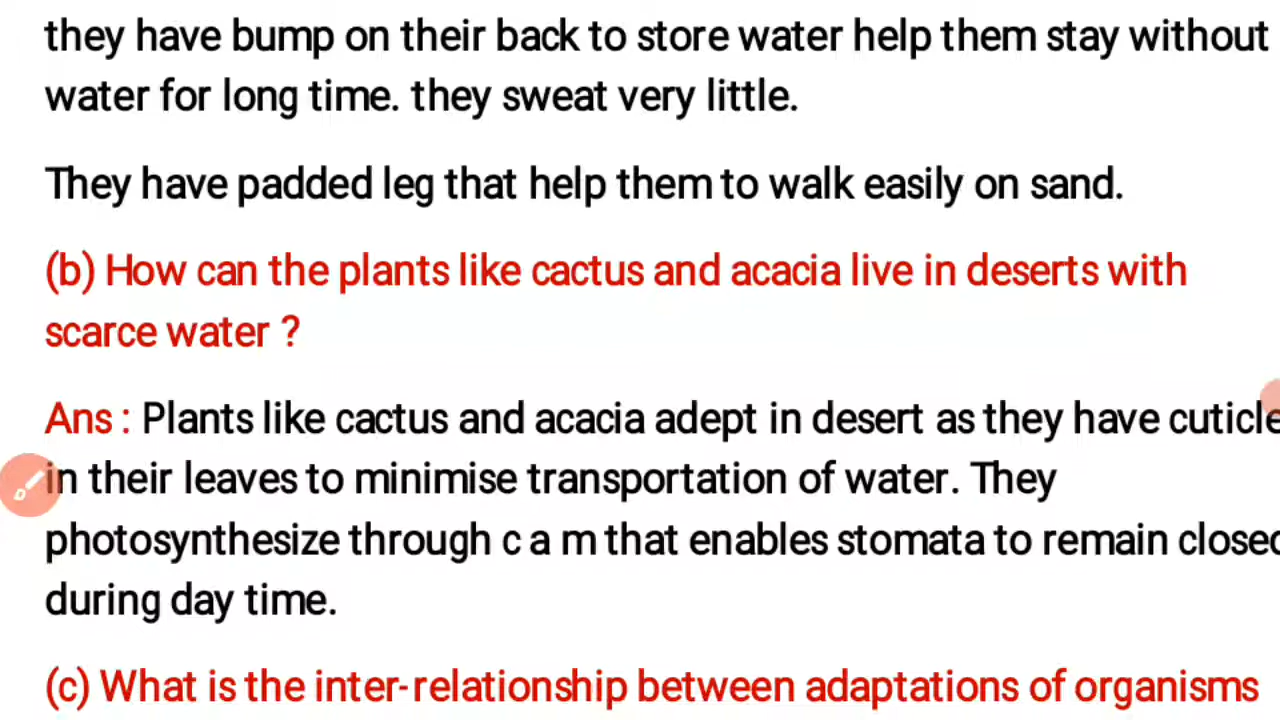 they have bump on their back to store water help them stay without
water for long time. they sweat very little.
They have padded leg that help them to walk easily on sand.
(b) How can the plants like cactus and acacia live in deserts with
scarce water ?
Ans : Plants like cactus and acacia adept in desert as they have cuticle
in their leaves to minimise transportation of water. They
photosynthesize through c a m that enables stomata to remain closed
during day time.
(c) What is the inter-relationship between adaptations of organisms